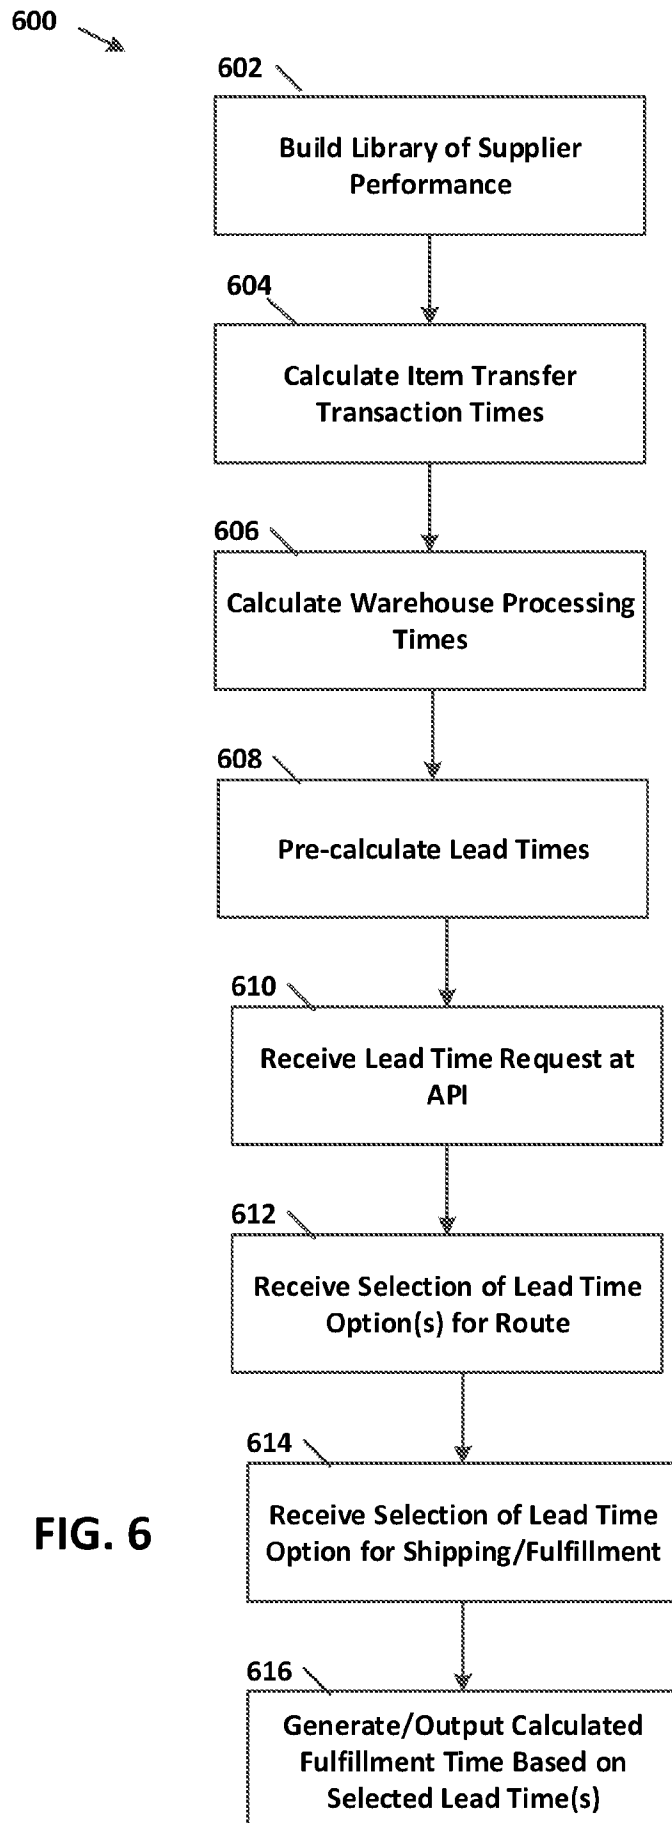 600
602
Build Library of Supplier
Performance
604
Calculate Item Transfer
Transaction Times
606
Calculate Warehouse Processing
Times
608
Pre-calculate Lead Times
610
Receive Lead Time Request at
API
612
Receive Selection of Lead Time
Option(s) for Route
614
Receive Selection of Lead Time
Option for Shipping/Fulfillment
FIG. 6
616
Generate/Output Calculated
Fulfillment Time Based on
Selected Lead Time(s)